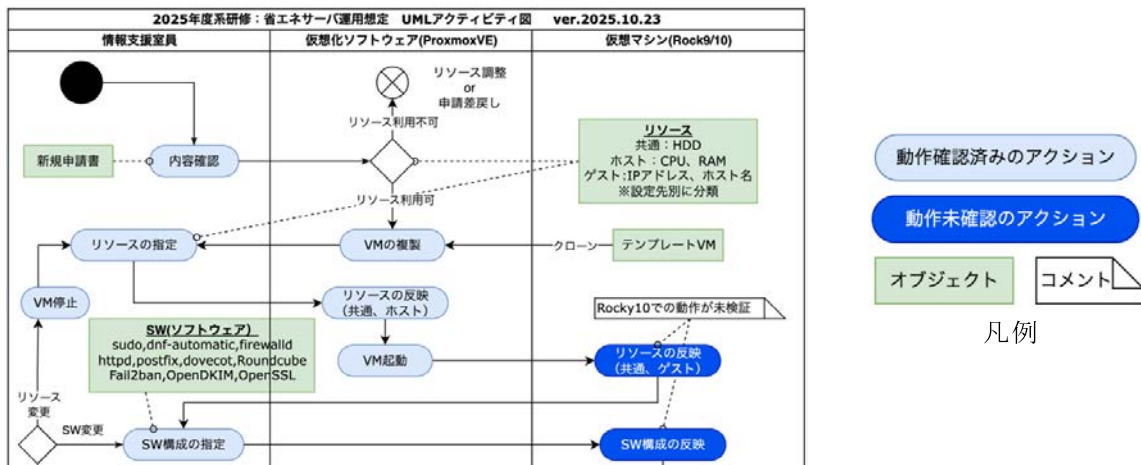 2025年度系研修：省エネサーバ運用想定　UMLアクティビティ図　ver.2025.10.23
情報支援室員
仮想化ソフトウェア(ProxmoxVE)
仮想マシン(Rock9/10)
リソース調整
or
申請差戻し
リソース利用不可
新規申請書
内容確認
リソース
共通：HDD
ホスト：CPU、RAM
ゲスト:IPアドレス、ホスト名
※設定先別に分類
リソース利用可
リソースの指定
VMの複製
クローン
テンプレートVM
VM停止
リソースの反映
（共通、ホスト）
Rocky10での動作が未検証
SW(ソフトウェア）
sudo,dnf-automatic,firewalld
httpd,postfix,dovecot,Roundcube
Fail2ban,OpenDKIM,OpenSSL
VM起動
リソースの反映
（共通、ゲスト）
リソース
変更
SW変更
SW構成の指定
SW構成の反映
動作確認済みのアクション
動作未確認のアクション
オブジェクト
コメント
凡例